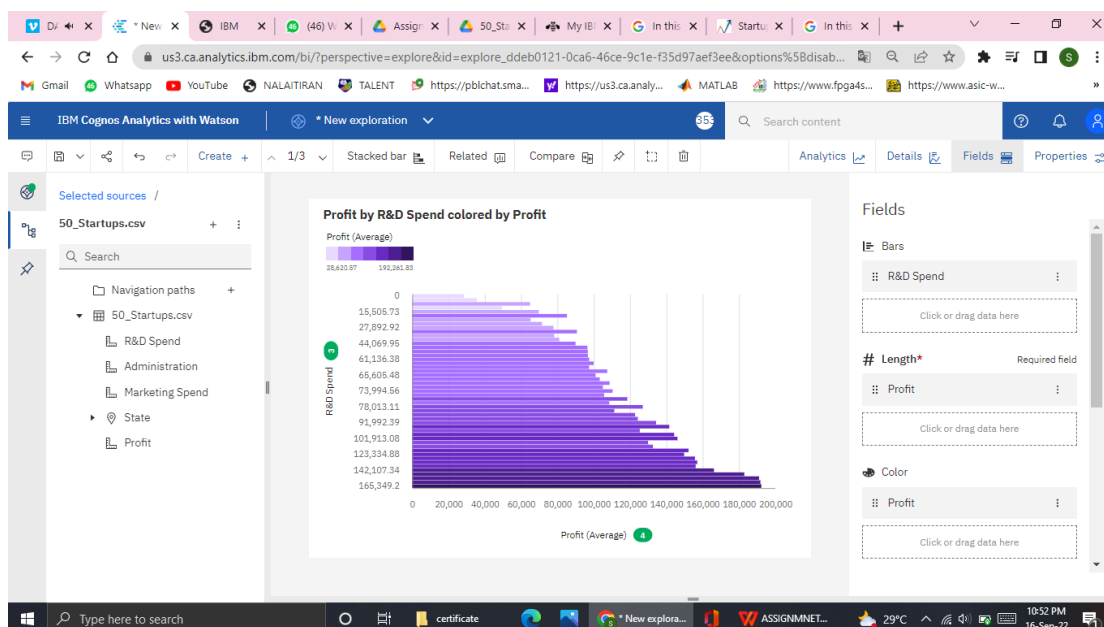 DA
* New
IBM
(46) W
Assign
50_Sta
My IB
In this
Startu
In this
us3.ca.analytics.ibm.com/bi/?perspective=explore&id=explore_ddeb0121-0ca6-46ce-9c1e-f35d97aef3ee&options%5Bdisab...
S
Gmail
Whatsapp
YouTube
NALAITIRAN
TALENT
https://pblchat.sma...
https://us3.ca.analy...
MATLAB
https://www.fpga4s...
https://www.asic-w...
»
IBM Cognos Analytics with Watson
* New exploration
353
Search content
Create +
1/3
Stacked bar
Related
Compare
Analytics
Details
Fields
Properties
Selected sources /
50_Startups.csv
Search
Navigation paths
50_Startups.csv
R&D Spend
Administration
Marketing Spend
State
Profit
Profit by R&D Spend colored by Profit
Profit (Average)
28,620.57 192,261.83
R&D Spend
3
0
15,505.73
27,892.92
44,069.95
61,136.38
65,605.48
73,994.56
78,013.11
91,992.39
101,913.08
123,334.88
142,107.34
165,349.2
0 20,000 40,000 60,000 80,000 100,000 120,000 140,000 160,000 180,000 200,000
Profit (Average) 4
Fields
Bars
R&D Spend
Click or drag data here
# Length* Required field
Profit
Click or drag data here
Color
Profit
Click or drag data here
Type here to search
certificate
* New explora...
ASSIGNMNET...
29°C
10:52 PM
16-Sep-22
1